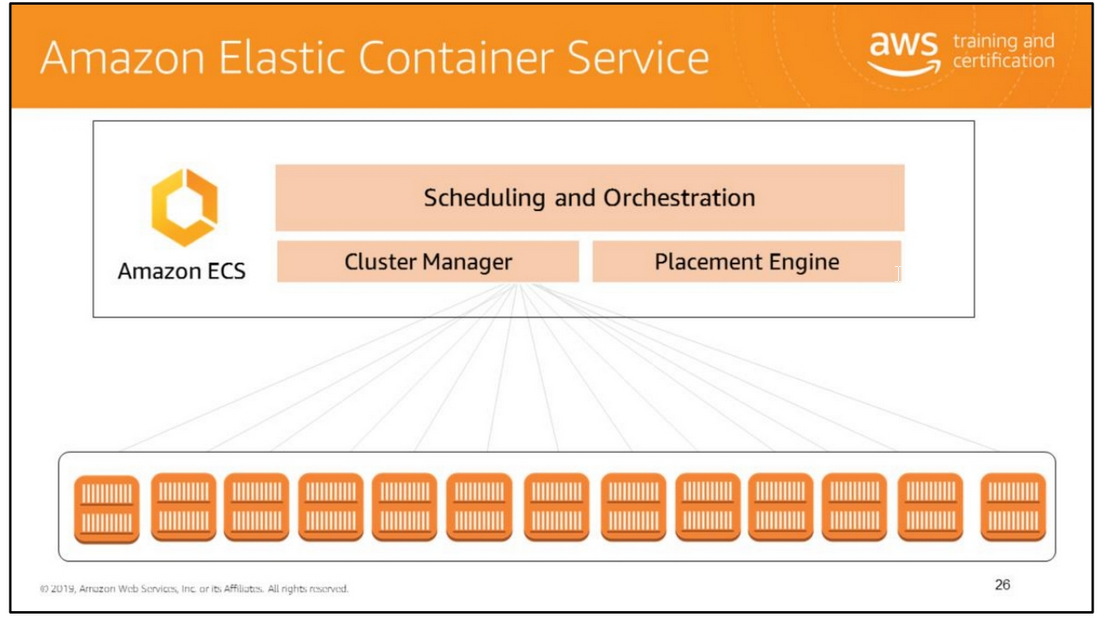 Amazon Elastic Container Service
aws training and
certification
Scheduling and Orchestration
Amazon ECS
Cluster Manager
Placement Engine
© 2019, Amazon Web Services, Inc. or its Affiliates. All rights reserved.
26